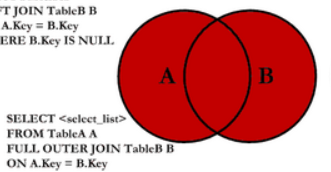 FT JOIN TableB B
A.Key = B.Key
ERE B.Key IS NULL
A
B
SELECT <select_list>
FROM TableA A
FULL OUTER JOIN TableB B
ON A.Key = B.Key